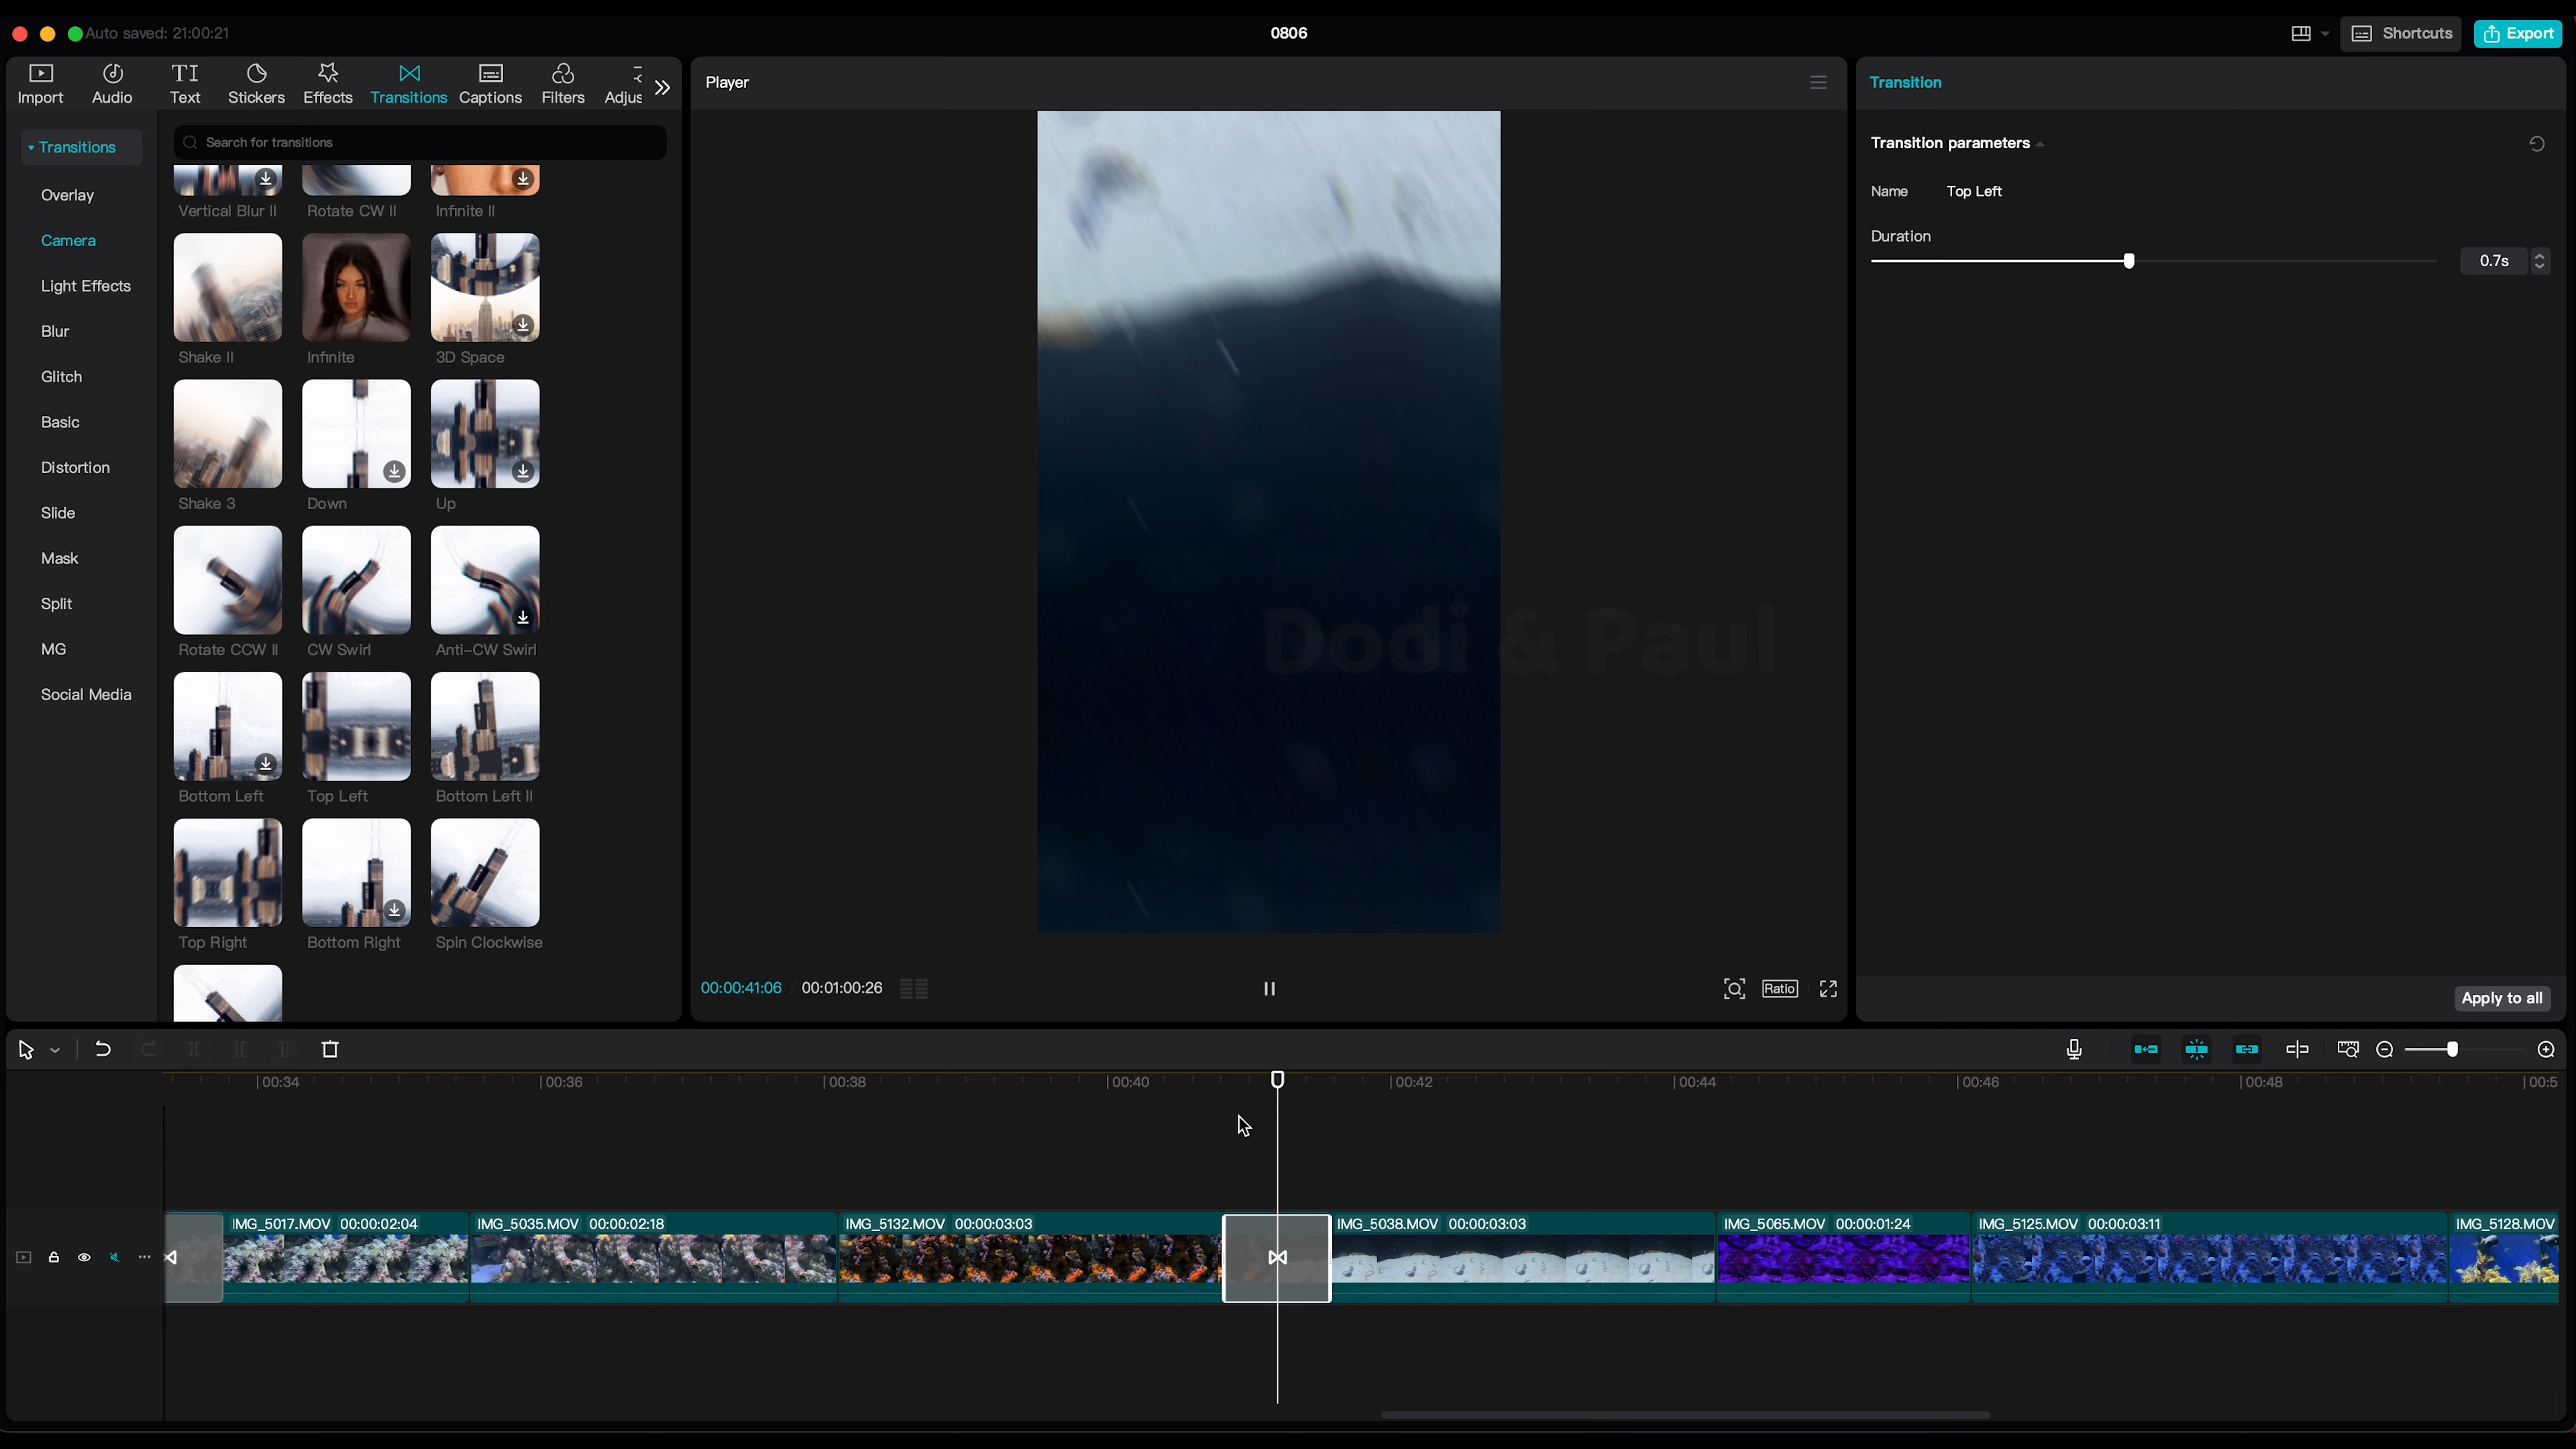 Auto saved: 21:00:21
0806
Shortcuts
Export
Import
Audio
Text
Stickers
Effects
Transitions
Captions
Filters
Adjus
Player
Transition
Transitions
Overlay
Camera
Light Effects
Blur
Glitch
Basic
Distortion
Slide
Mask
Split
MG
Social Media
Search for transitions
Vertical Blur II
Rotate CW II
Infinite II
Shake II
Infinite
3D Space
Shake 3
Down
Up
Rotate CCW II
CW Swirl
Anti-CW Swirl
Bottom Left
Top Left
Bottom Left II
Top Right
Bottom Right
Spin Clockwise
Dodi & Paul
00:00:41:06 / 00:01:00:26
Ratio
Transition parameters
Name Top Left
Duration
0.7s
Apply to all
00:34
00:36
00:38
00:40
00:42
00:44
00:46
00:48
00:5
IMG_5017.MOV 00:00:02:04
IMG_5035.MOV 00:00:02:18
IMG_5132.MOV 00:00:03:03
IMG_5038.MOV 00:00:03:03
IMG_5065.MOV 00:00:01:24
IMG_5125.MOV 00:00:03:11
IMG_5128.MOV